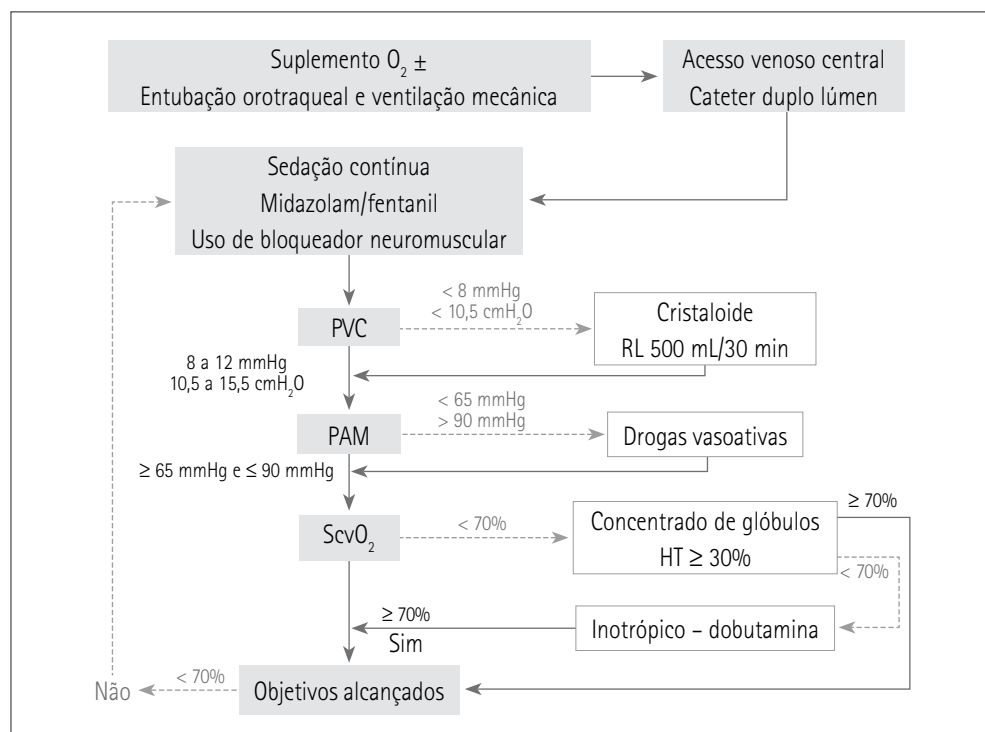 Suplemento O₂ ±
Entubação orotraqueal e ventilação mecânica
Acesso venoso central
Cateter duplo lúmen
Sedação contínua
Midazolam/fentanil
Uso de bloqueador neuromuscular
< 8 mmHg
< 10,5 cmH₂O
PVC
Cristaloide
RL 500 mL/30 min
8 a 12 mmHg
10,5 a 15,5 cmH₂O
< 65 mmHg
> 90 mmHg
PAM
Drogas vasoativas
≥ 65 mmHg e ≤ 90 mmHg
ScvO₂
< 70%
Concentrado de glóbulos
HT ≥ 30%
≥ 70%
< 70%
≥ 70%
Sim
Inotrópico – dobutamina
Não
< 70%
Objetivos alcançados